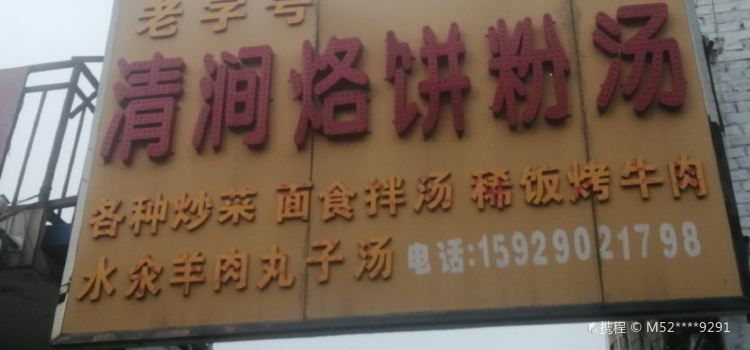 老字号
清涧烙饼粉汤
各种炒菜 面食拌汤 稀饭烤牛肉
水汆羊肉丸子汤 电话:15929021798
携程 © M52****9291